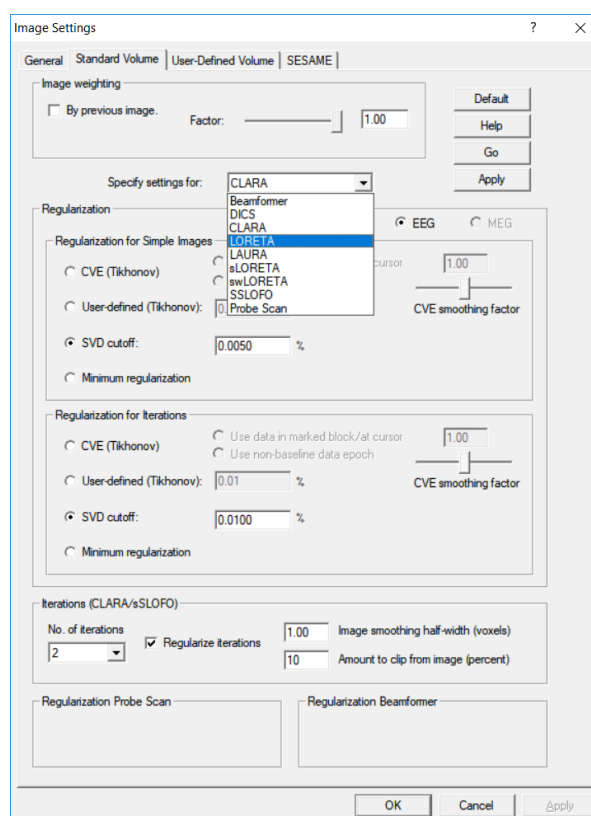 Image Settings ?
General Standard Volume User-Defined Volume SESAME
Image weighting
By previous image. Factor: 1.00
Default
Help
Go
Apply
Specify settings for: CLARA
Beamformer
DICS
CLARA
LORETA
LAURA
sLORETA
swLORETA
SSLOFO
Probe Scan
Regularization
EEG MEG
Regularization for Simple Images
CVE (Tikhonov) cursor 1.00
User-defined (Tikhonov): CVE smoothing factor
SVD cutoff: 0.0050 %
Minimum regularization
Regularization for Iterations
CVE (Tikhonov) Use data in marked block/at cursor 1.00
Use non-baseline data epoch
User-defined (Tikhonov): 0.01 % CVE smoothing factor
SVD cutoff: 0.0100 %
Minimum regularization
Iterations (CLARA/sSLOFO)
No. of iterations
2 Regularize iterations
1.00 Image smoothing half-width (voxels)
10 Amount to clip from image (percent)
Regularization Probe Scan Regularization Beamformer
OK Cancel Apply